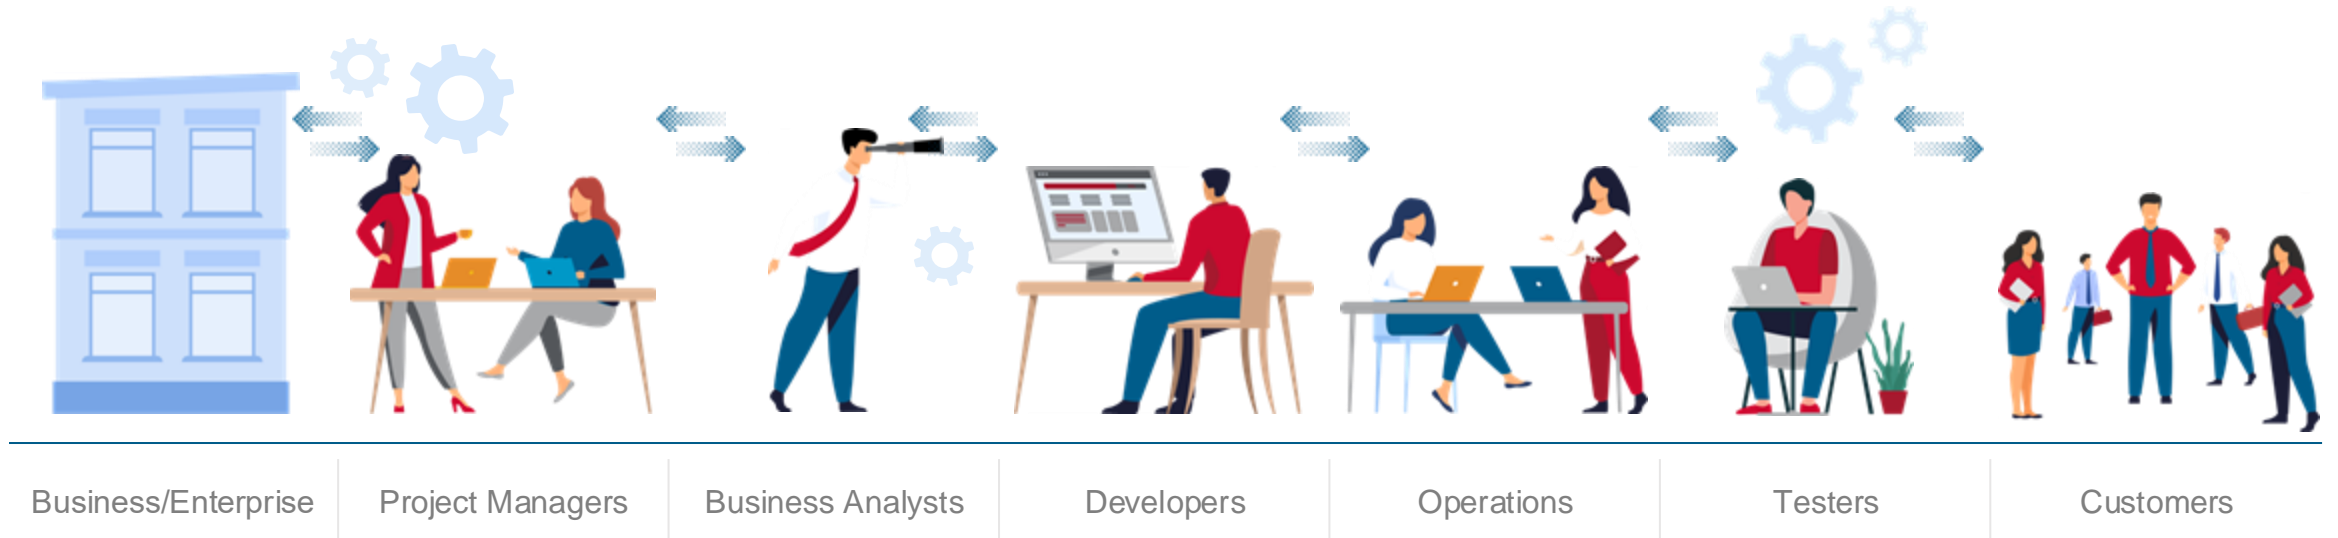 Business/Enterprise
Project Managers
Business Analysts
Developers
Operations
Testers
Customers